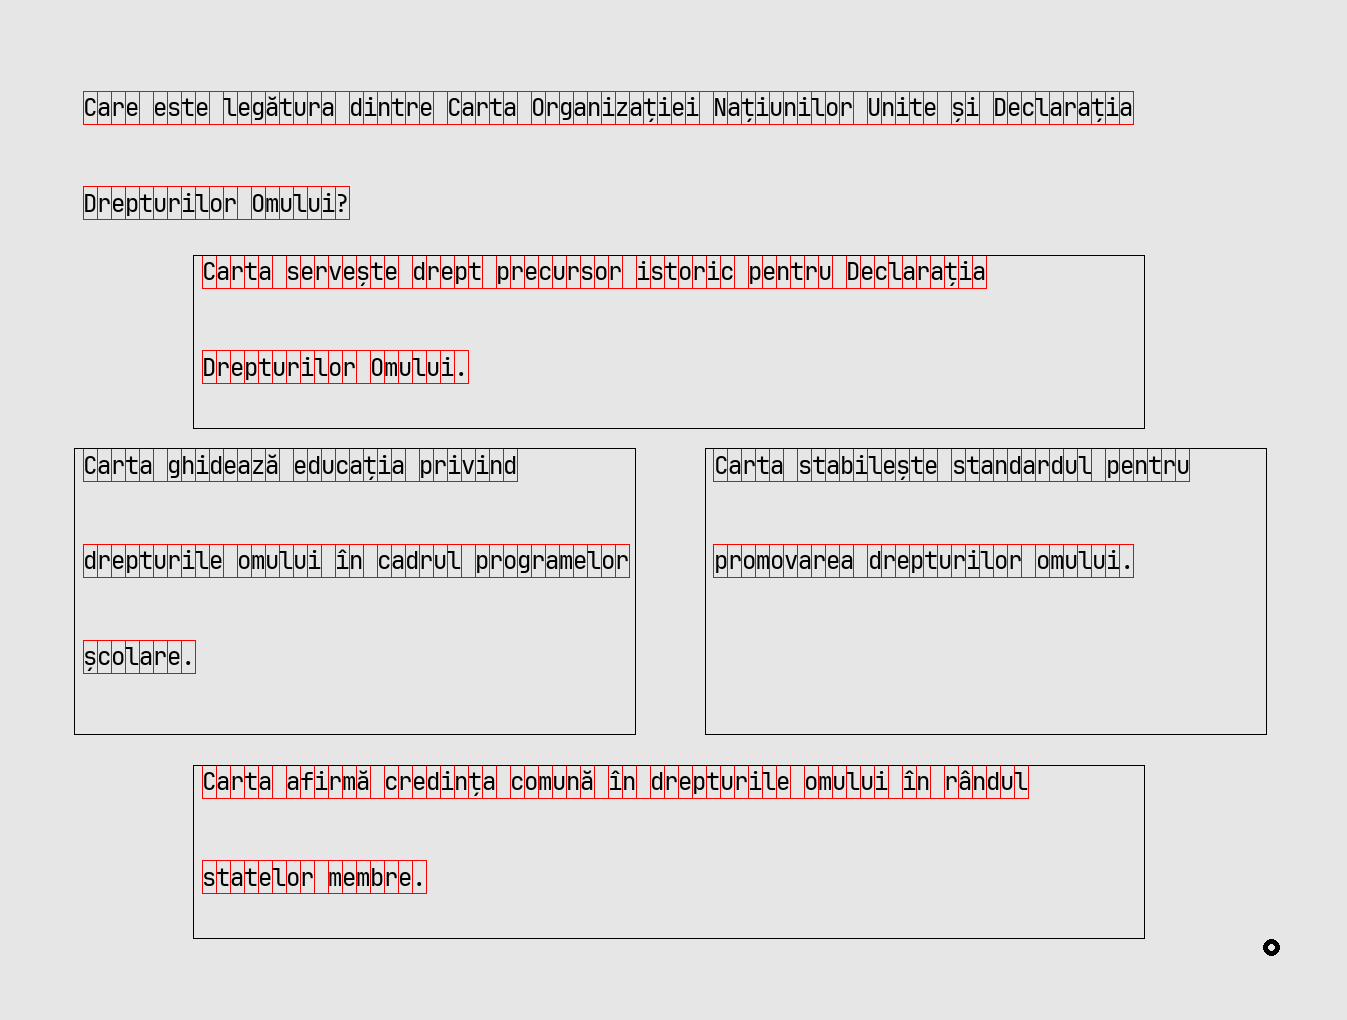 Care este legătura dintre Carta Organizației Națiunilor Unite și Declarația
Drepturilor Omului?
Carta servește drept precursor istoric pentru Declarația
Drepturilor Omului.
Carta ghidează educația privind
drepturile omului în cadrul programelor
școlare.
Carta stabilește standardul pentru
promovarea drepturilor omului.
Carta afirmă credința comună în drepturile omului în rândul
statelor membre.